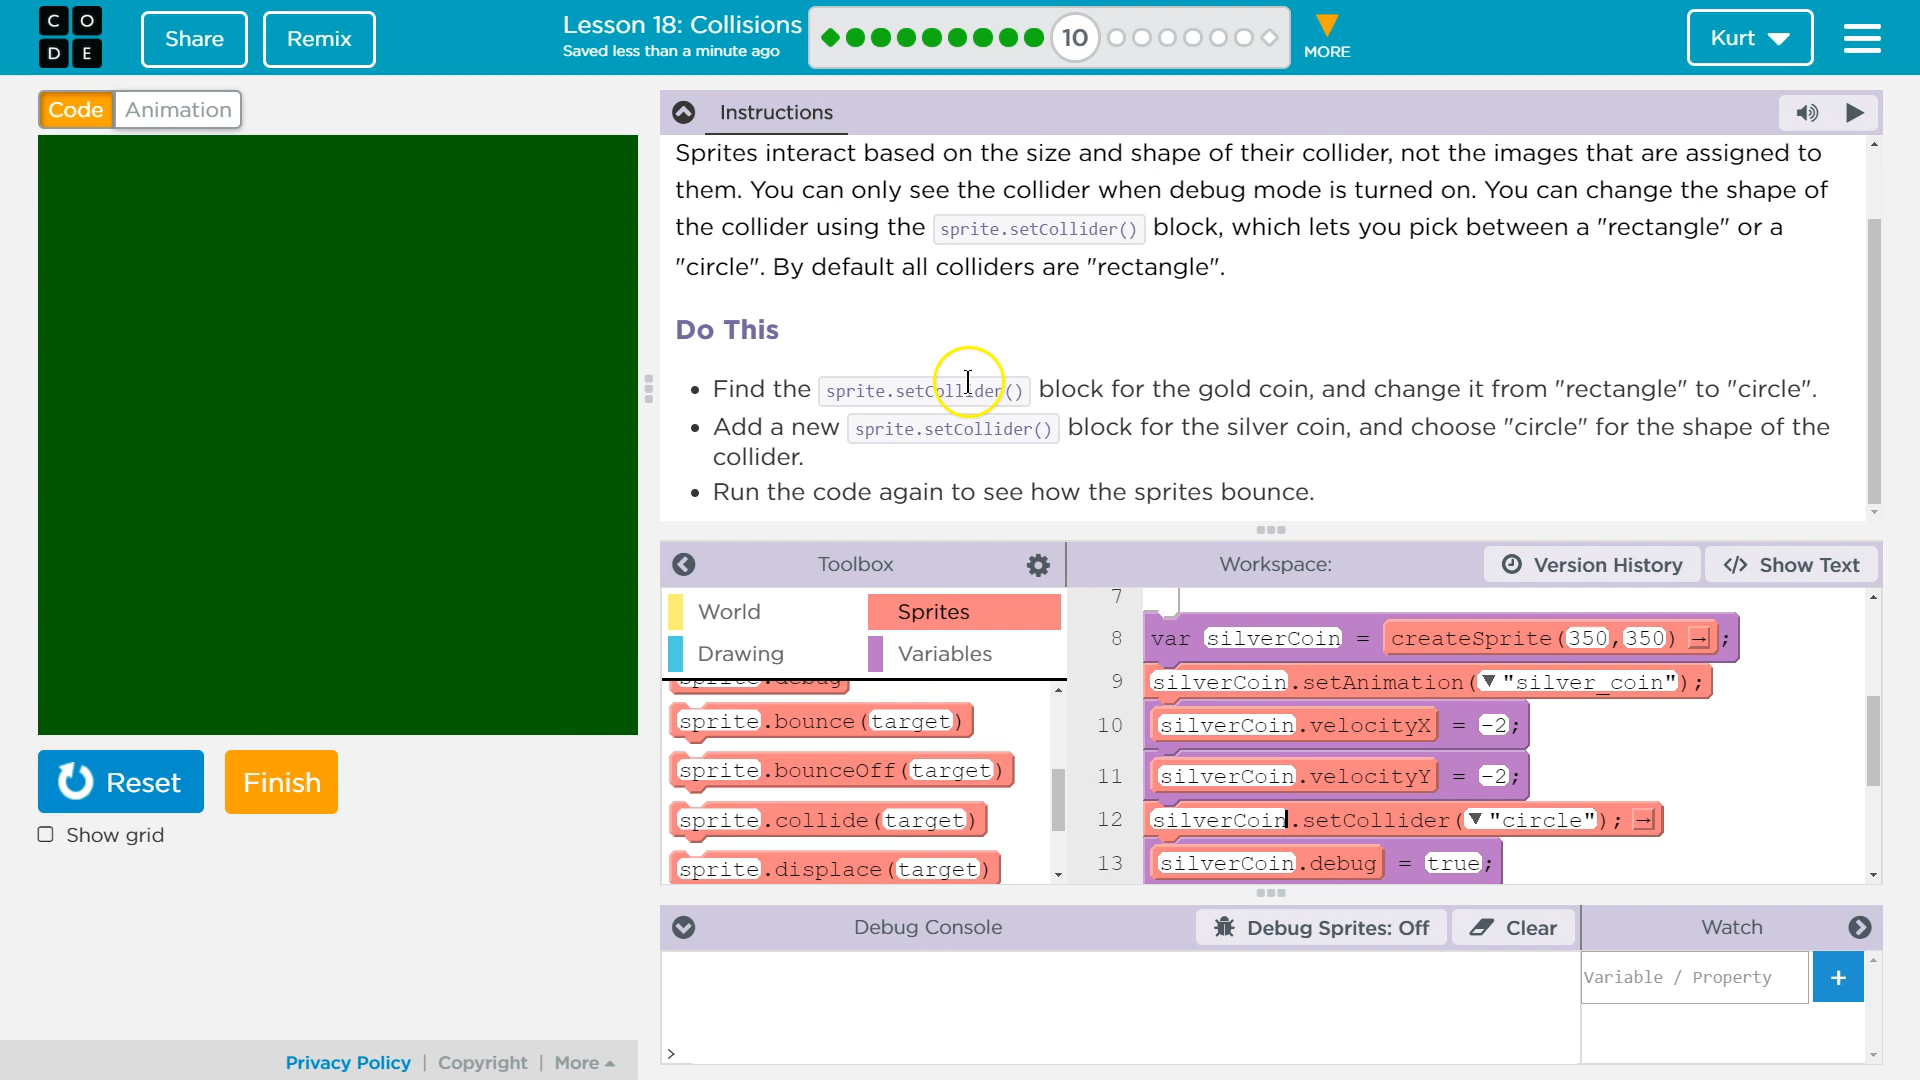 C O
D E
Share
Remix
Lesson 18: Collisions
Saved less than a minute ago
10
MORE
Kurt
Code
Animation
Instructions
Sprites interact based on the size and shape of their collider, not the images that are assigned to
them. You can only see the collider when debug mode is turned on. You can change the shape of
the collider using the sprite.setCollider() block, which lets you pick between a "rectangle" or a
"circle". By default all colliders are "rectangle".
Do This
• Find the sprite.setCollider() block for the gold coin, and change it from "rectangle" to "circle".
• Add a new sprite.setCollider() block for the silver coin, and choose "circle" for the shape of the
collider.
• Run the code again to see how the sprites bounce.
Toolbox
Workspace:
Version History
</> Show Text
World
Sprites
Drawing
Variables
sprite.debug
sprite.bounce(target)
sprite.bounceOff(target)
sprite.collide(target)
sprite.displace(target)
7
8 var silverCoin = createSprite(350,350) → ;
9 silverCoin.setAnimation(▼ "silver_coin");
10 silverCoin.velocityX = -2;
11 silverCoin.velocityY = -2;
12 silverCoin.setCollider(▼ "circle"); →
13 silverCoin.debug = true;
Reset
Finish
Show grid
Debug Console
Debug Sprites: Off
Clear
Watch
Variable / Property
+
>
Privacy Policy | Copyright | More